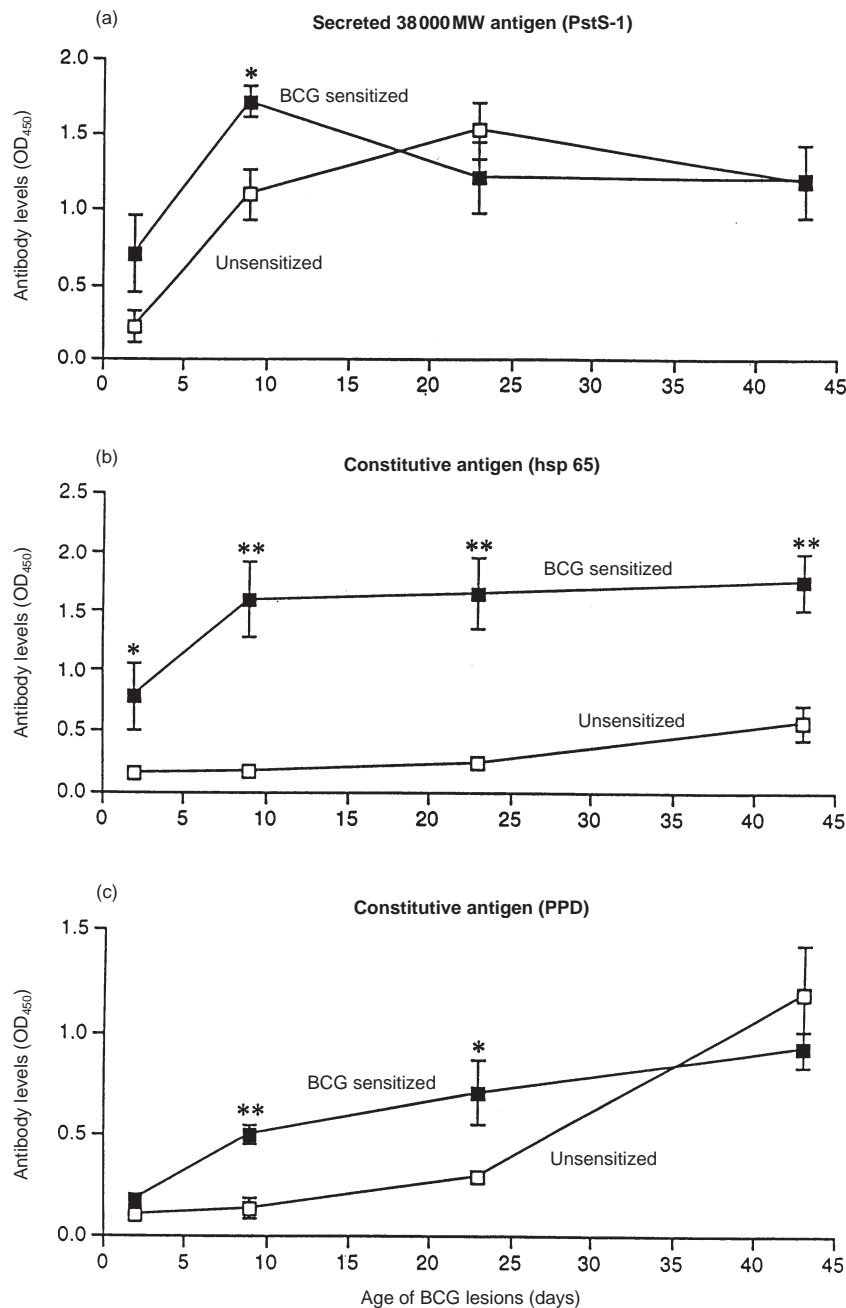 (a)
Secreted 38 000 MW antigen (PstS-1)
2.0
1.5
1.0
0.5
0.0
Antibody levels (OD450)
*
BCG sensitized
Unsensitized
0 5 10 15 20 25 30 35 40 45
(b)
Constitutive antigen (hsp 65)
2.5
2.0
1.5
1.0
0.5
0.0
Antibody levels (OD450)
* ** ** **
BCG sensitized
Unsensitized
0 5 10 15 20 25 30 35 40 45
(c)
Constitutive antigen (PPD)
1.5
1.0
0.5
0.0
Antibody levels (OD450)
** *
BCG sensitized
Unsensitized
0 5 10 15 20 25 30 35 40 45
Age of BCG lesions (days)